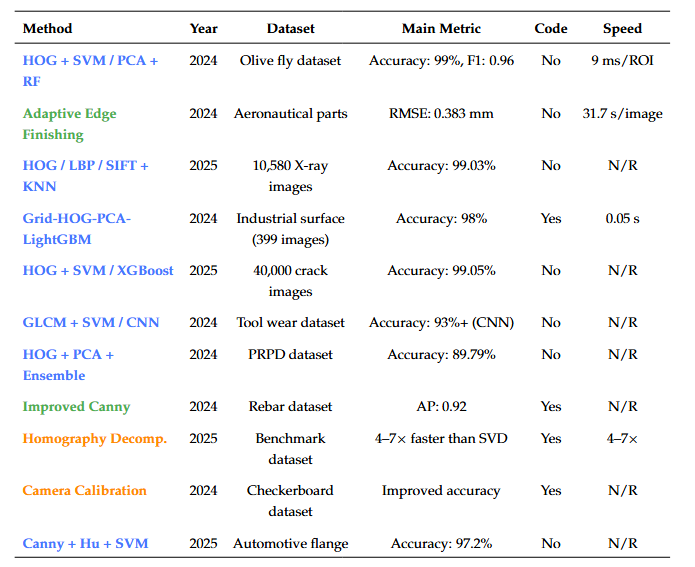 Method Year Dataset Main Metric Code Speed
HOG + SVM / PCA + 2024 Olive fly dataset Accuracy: 99%, F1: 0.96 No 9 ms/ROI
RF
Adaptive Edge 2024 Aeronautical parts RMSE: 0.383 mm No 31.7 s/image
Finishing
HOG / LBP / SIFT + 2025 10,580 X-ray Accuracy: 99.03% No N/R
KNN images
Grid-HOG-PCA- 2024 Industrial surface Accuracy: 98% Yes 0.05 s
LightGBM (399 images)
HOG + SVM / XGBoost 2025 40,000 crack Accuracy: 99.05% No N/R
images
GLCM + SVM / CNN 2024 Tool wear dataset Accuracy: 93%+ (CNN) No N/R
HOG + PCA + 2024 PRPD dataset Accuracy: 89.79% No N/R
Ensemble
Improved Canny 2024 Rebar dataset AP: 0.92 Yes N/R
Homography Decomp. 2025 Benchmark 4–7× faster than SVD Yes 4–7×
dataset
Camera Calibration 2024 Checkerboard Improved accuracy Yes N/R
dataset
Canny + Hu + SVM 2025 Automotive flange Accuracy: 97.2% No N/R